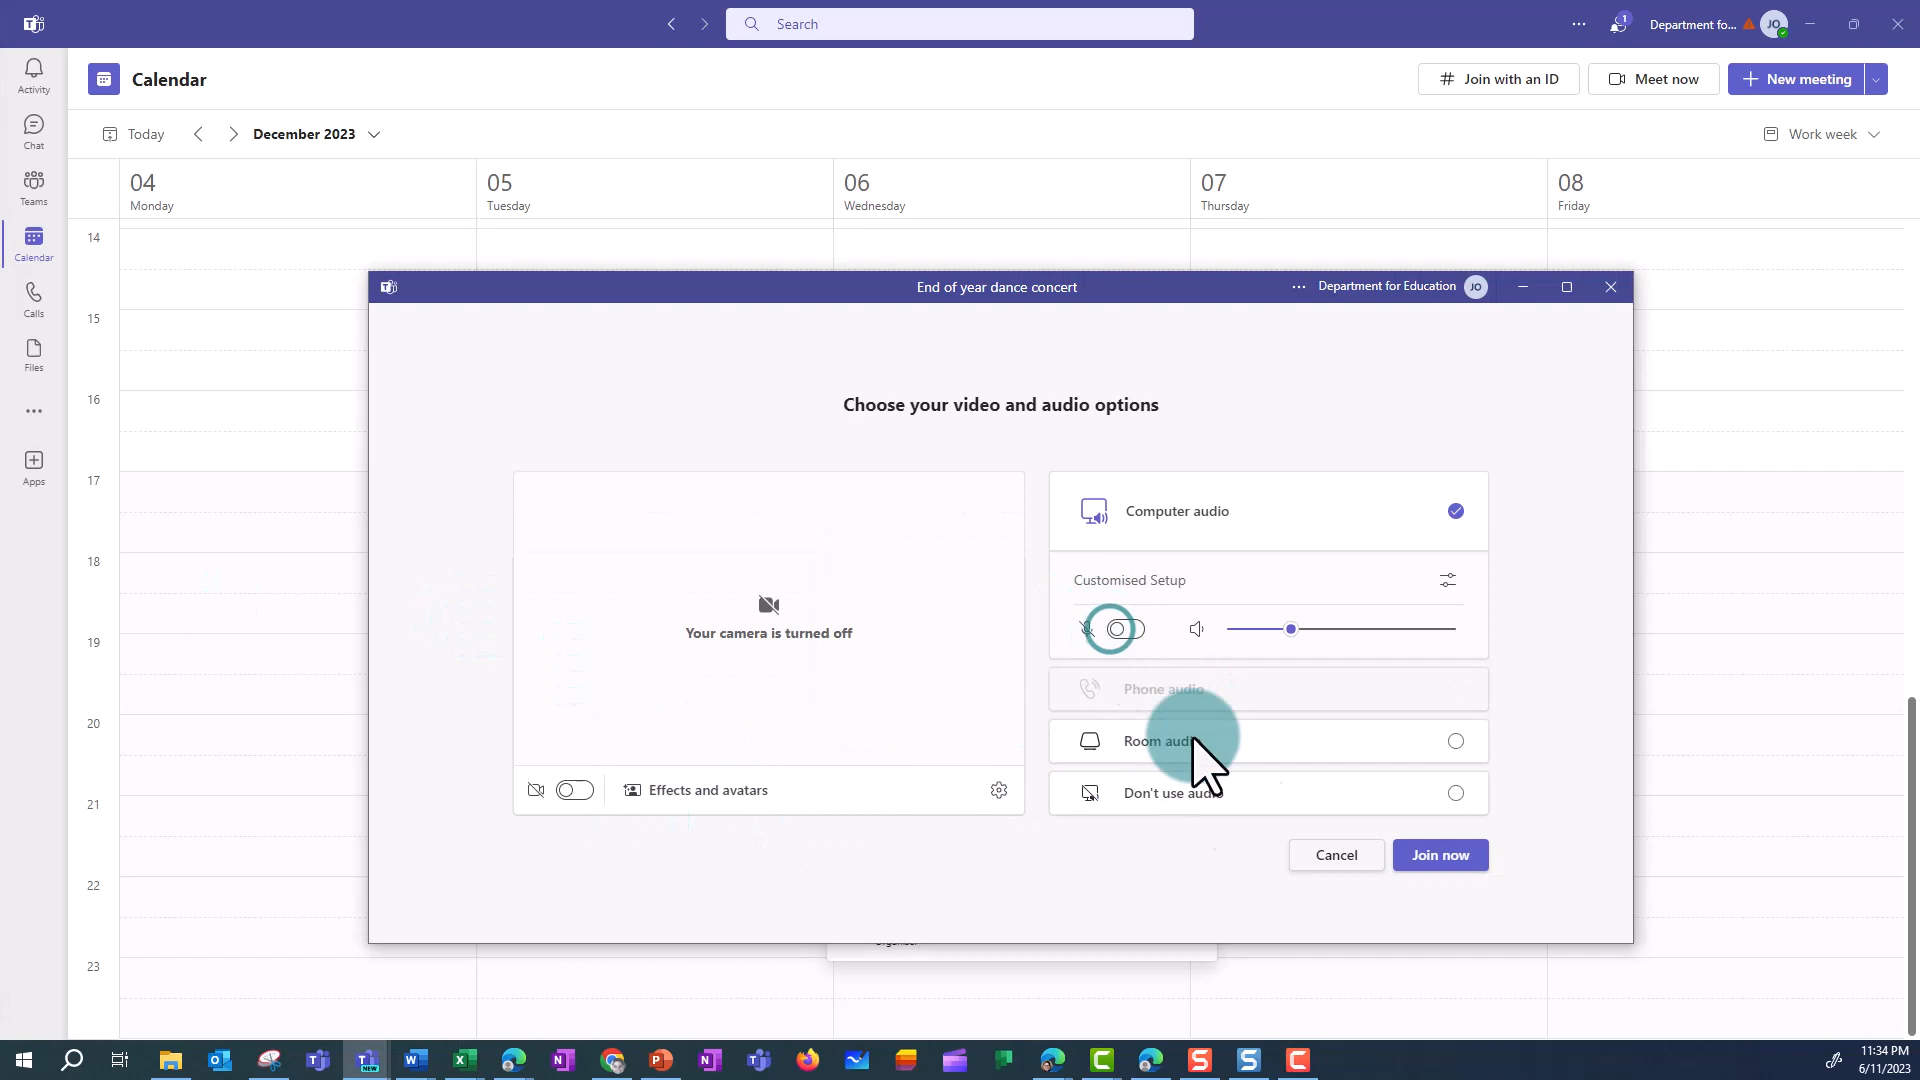 Search
1
Department fo...
JO
Calendar
Join with an ID
Meet now
New meeting
Today
December 2023
Work week
04
Monday
05
Tuesday
06
Wednesday
07
Thursday
08
Friday
Activity
Chat
Teams
Calendar
Calls
Files
Apps
14
15
16
17
18
19
20
21
22
23
End of year dance concert
Department for Education
JO
Choose your video and audio options
Your camera is turned off
Effects and avatars
Computer audio
Customised Setup
Phone audio
Room audio
Don't use audio
Cancel
Join now
NEW
11:34 PM
6/11/2023